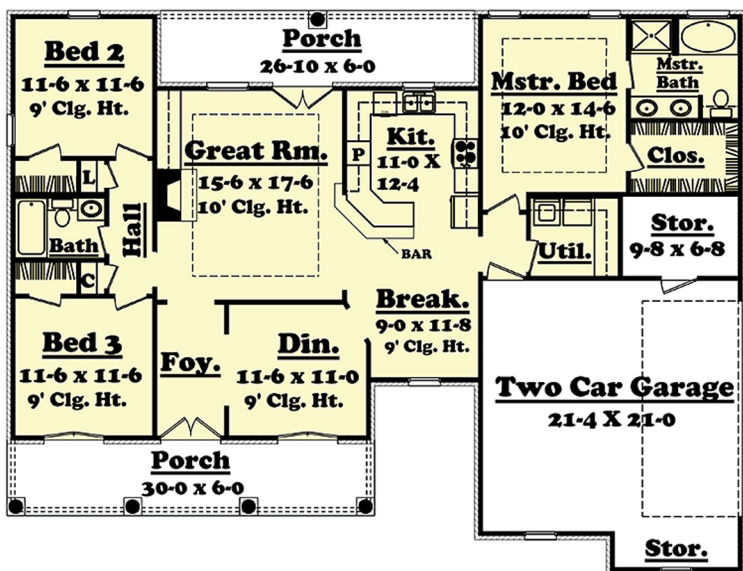 Porch
26-10 x 6-0
Bed 2
11-6 x 11-6
9' Clg. Ht.
Mstr. Bed
12-0 x 14-6
10' Clg. Ht.
Mstr.
Bath
Clos.
Great Rm.
15-6 x 17-6
10' Clg. Ht.
Kit.
11-0 X
12-4
P
L
Hall
Bath
C
BAR
Util.
Stor.
9-8 x 6-8
Break.
9-0 x 11-8
9' Clg. Ht.
Bed 3
11-6 x 11-6
9' Clg. Ht.
Foy.
Din.
11-6 x 11-0
9' Clg. Ht.
Two Car Garage
21-4 X 21-0
Porch
30-0 x 6-0
Stor.